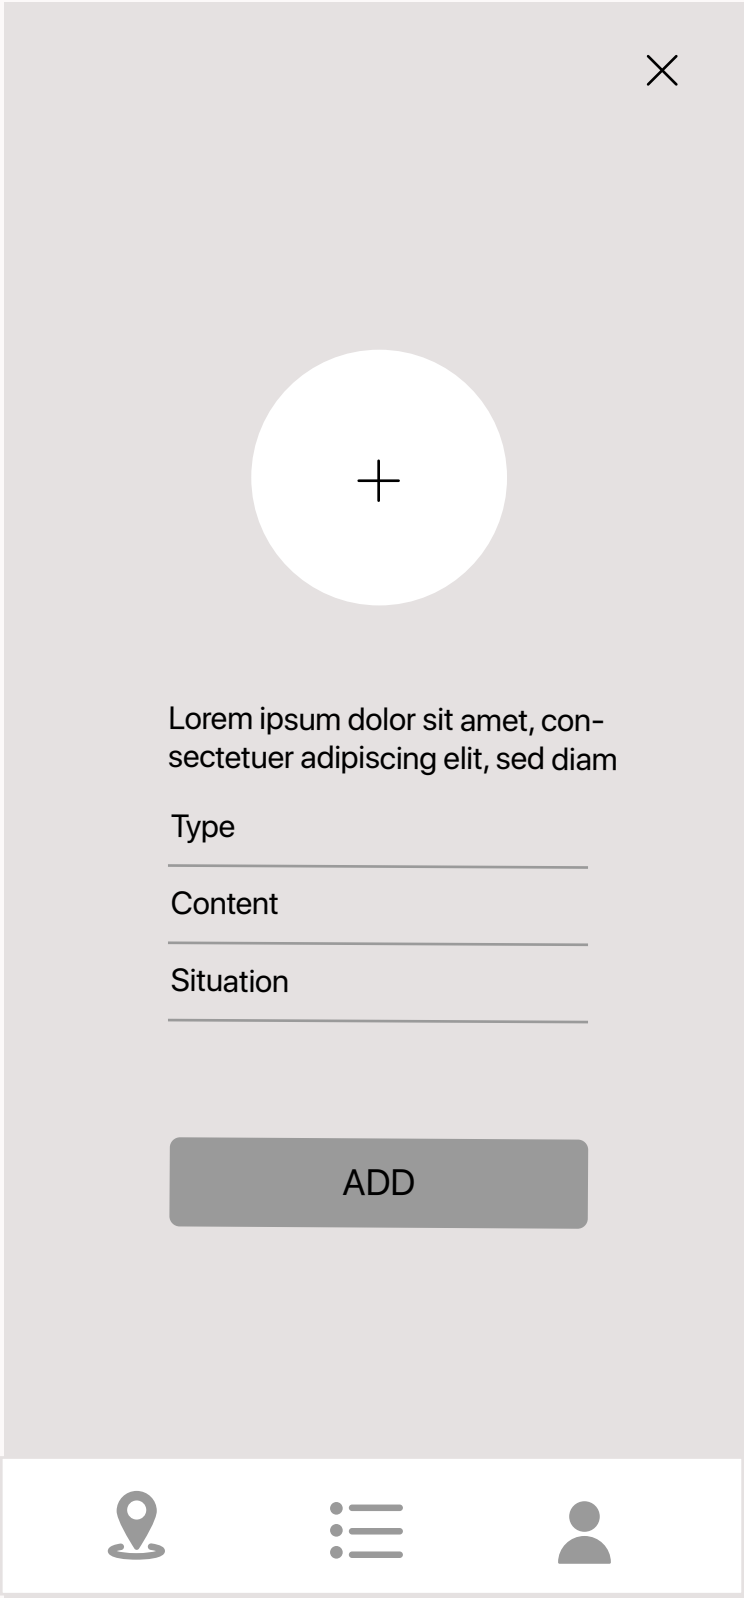 Lorem ipsum dolor sit amet, con-
sectetuer adipiscing elit, sed diam
Type
Content
Situation
ADD